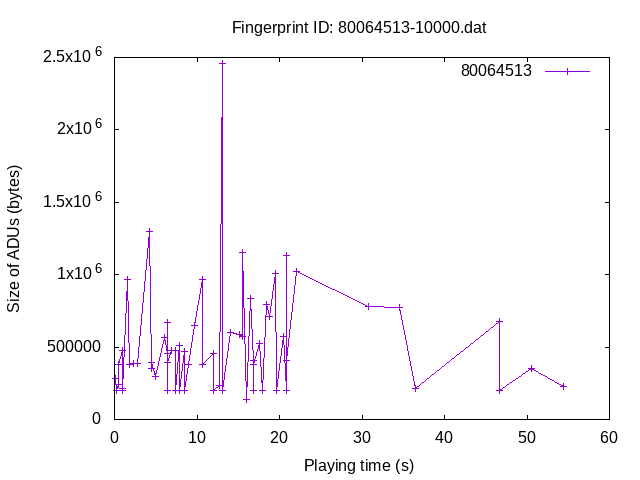 Fingerprint ID: 80064513-10000.dat
80064513
Size of ADUs (bytes)
2.5x10^6
2x10^6
1.5x10^6
1x10^6
500000
0
0 10 20 30 40 50 60
Playing time (s)